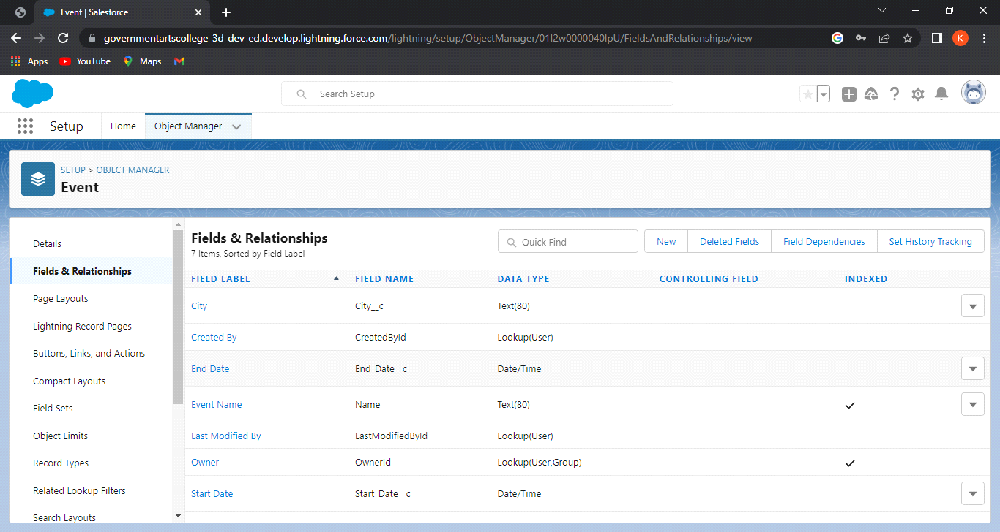 Event | Salesforce
governmentartscollege-3d-dev-ed.develop.lightning.force.com/lightning/setup/ObjectManager/01I2w0000040IpU/FieldsAndRelationships/view
K
Apps YouTube Maps
Search Setup
Setup Home Object Manager
SETUP > OBJECT MANAGER
Event
Details
Fields & Relationships
Page Layouts
Lightning Record Pages
Buttons, Links, and Actions
Compact Layouts
Field Sets
Object Limits
Record Types
Related Lookup Filters
Search Layouts
Fields & Relationships
7 Items, Sorted by Field Label
Quick Find New Deleted Fields Field Dependencies Set History Tracking
FIELD LABEL FIELD NAME DATA TYPE CONTROLLING FIELD INDEXED
City City__c Text(80)
Created By CreatedById Lookup(User)
End Date End_Date__c Date/Time
Event Name Name Text(80)
Last Modified By LastModifiedById Lookup(User)
Owner OwnerId Lookup(User,Group)
Start Date Start_Date__c Date/Time